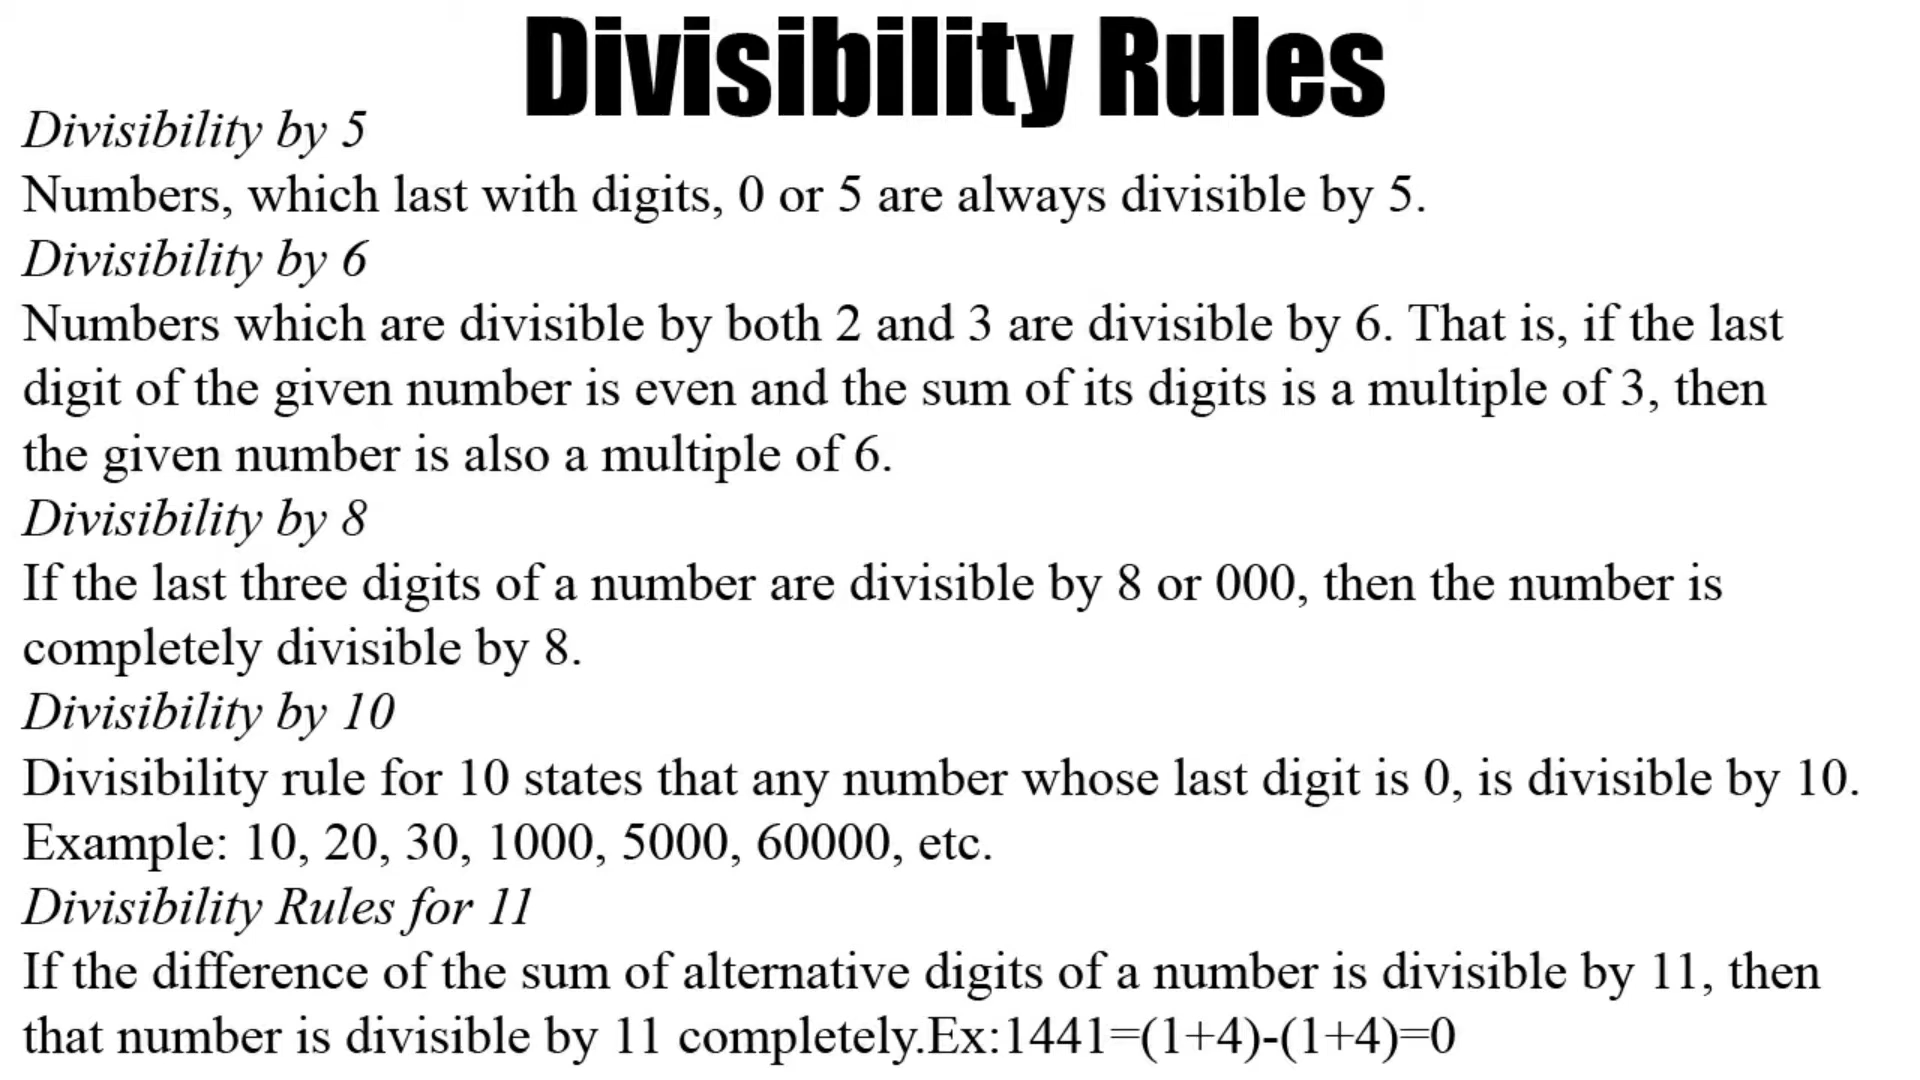 Divisibility Rules
Divisibility by 5
Numbers, which last with digits, 0 or 5 are always divisible by 5.
Divisibility by 6
Numbers which are divisible by both 2 and 3 are divisible by 6. That is, if the last
digit of the given number is even and the sum of its digits is a multiple of 3, then
the given number is also a multiple of 6.
Divisibility by 8
If the last three digits of a number are divisible by 8 or 000, then the number is
completely divisible by 8.
Divisibility by 10
Divisibility rule for 10 states that any number whose last digit is 0, is divisible by 10.
Example: 10, 20, 30, 1000, 5000, 60000, etc.
Divisibility Rules for 11
If the difference of the sum of alternative digits of a number is divisible by 11, then
that number is divisible by 11 completely.Ex:1441=(1+4)-(1+4)=0